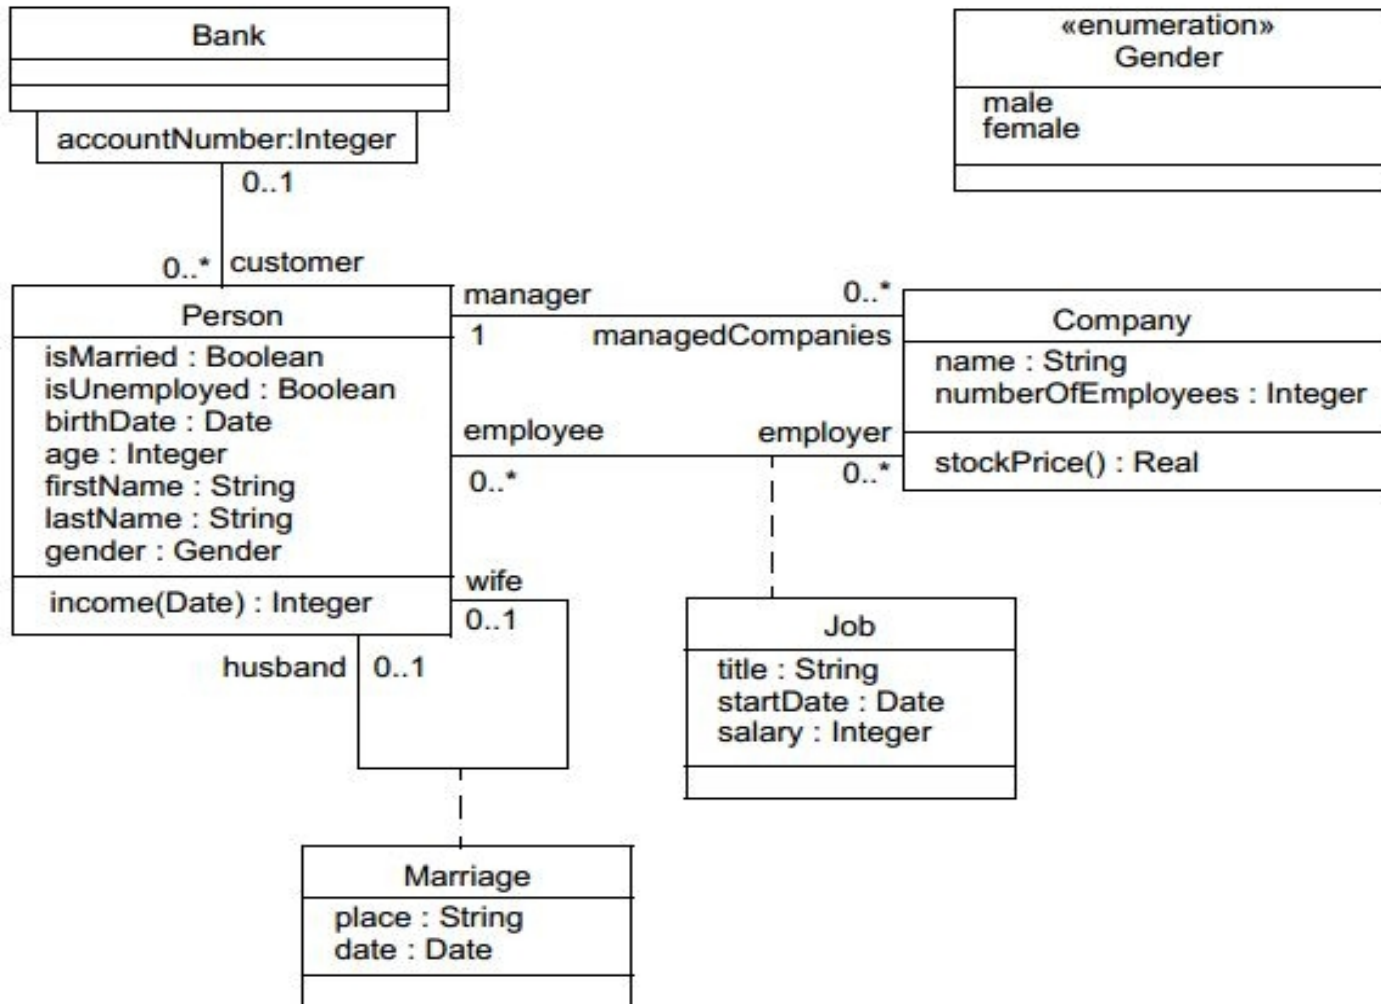 Bank
accountNumber:Integer
0..1
0..* customer
«enumeration»
Gender
male
female
Person
isMarried : Boolean
isUnemployed : Boolean
birthDate : Date
age : Integer
firstName : String
lastName : String
gender : Gender
income(Date) : Integer
manager
1
0..*
managedCompanies
employee
0..*
employer
0..*
Company
name : String
numberOfEmployees : Integer
stockPrice() : Real
wife
0..1
husband
0..1
Job
title : String
startDate : Date
salary : Integer
Marriage
place : String
date : Date